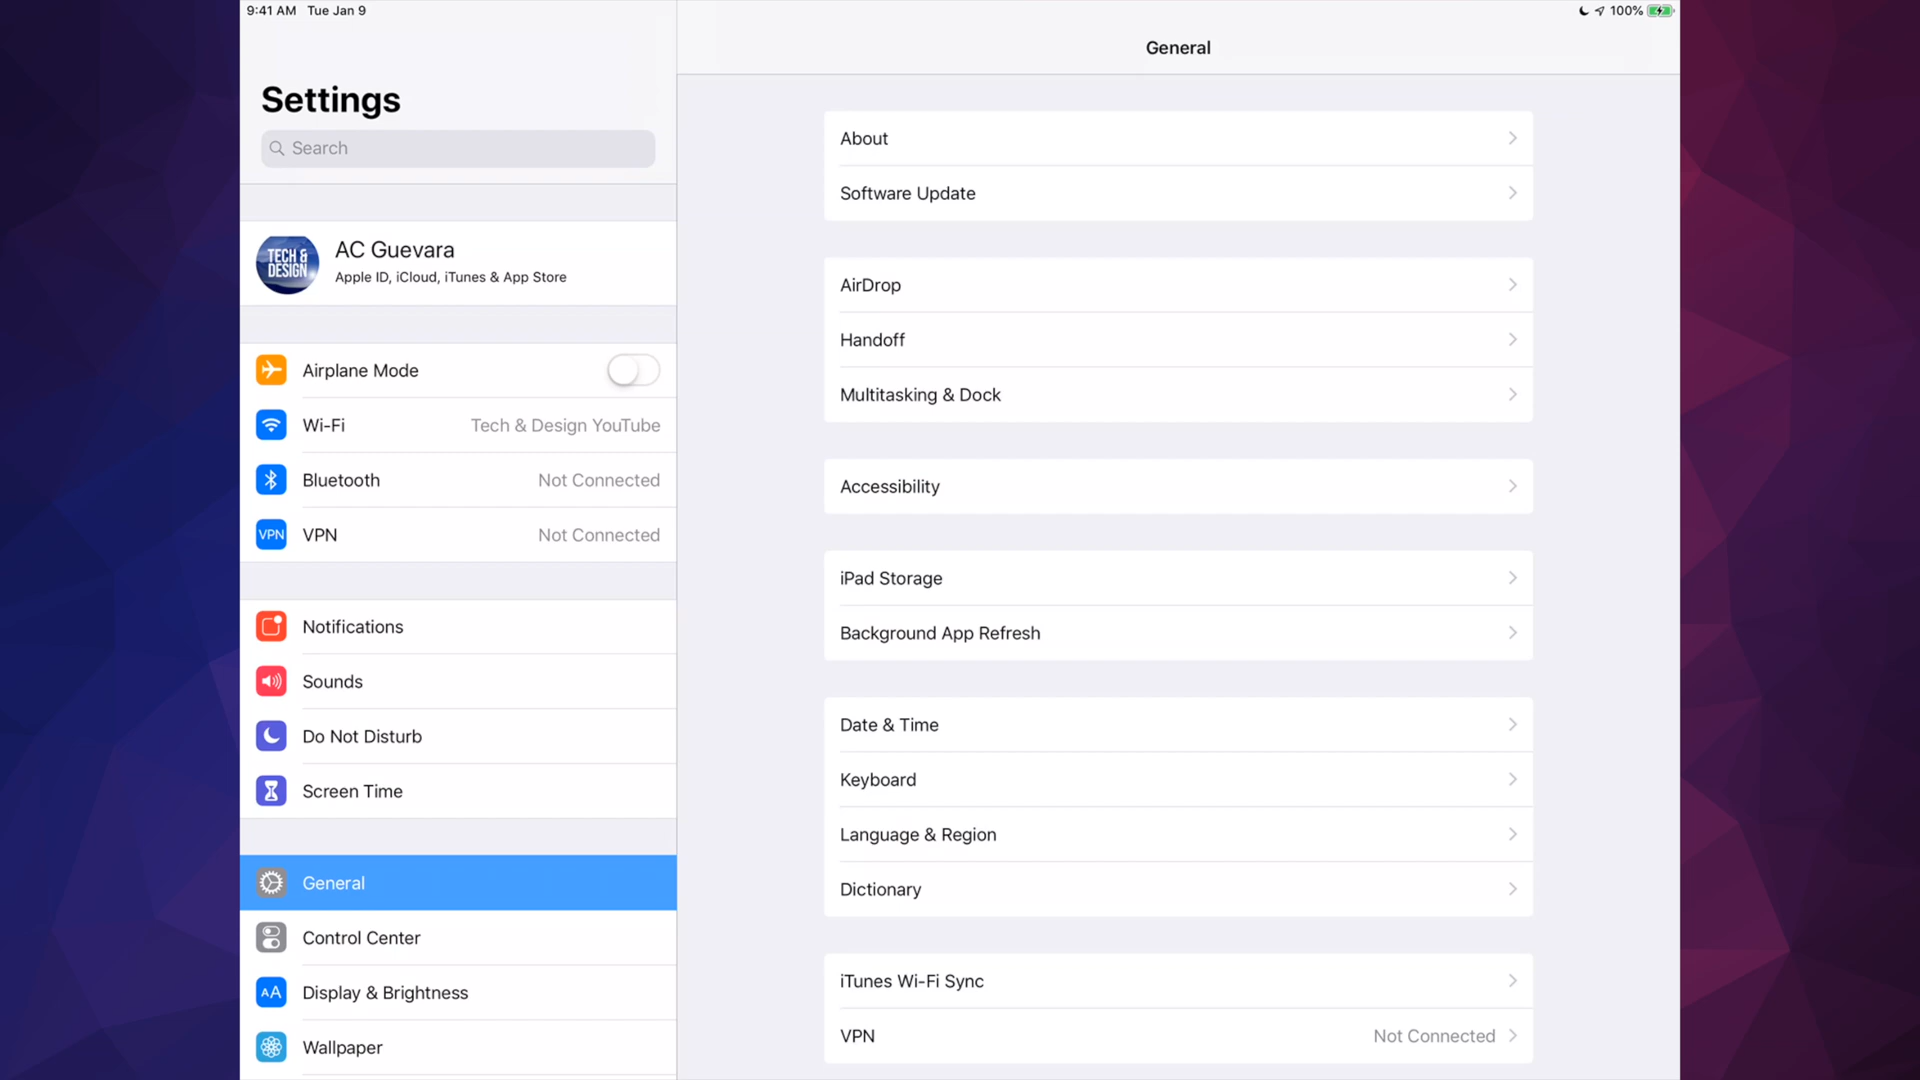 9:41 AM Tue Jan 9
100%
Settings
Search
TECH &
DESIGN
AC Guevara
Apple ID, iCloud, iTunes & App Store
Airplane Mode
Wi-Fi Tech & Design YouTube
Bluetooth Not Connected
VPN VPN Not Connected
Notifications
Sounds
Do Not Disturb
Screen Time
General
Control Center
AA Display & Brightness
Wallpaper
General
About
Software Update
AirDrop
Handoff
Multitasking & Dock
Accessibility
iPad Storage
Background App Refresh
Date & Time
Keyboard
Language & Region
Dictionary
iTunes Wi-Fi Sync
VPN Not Connected